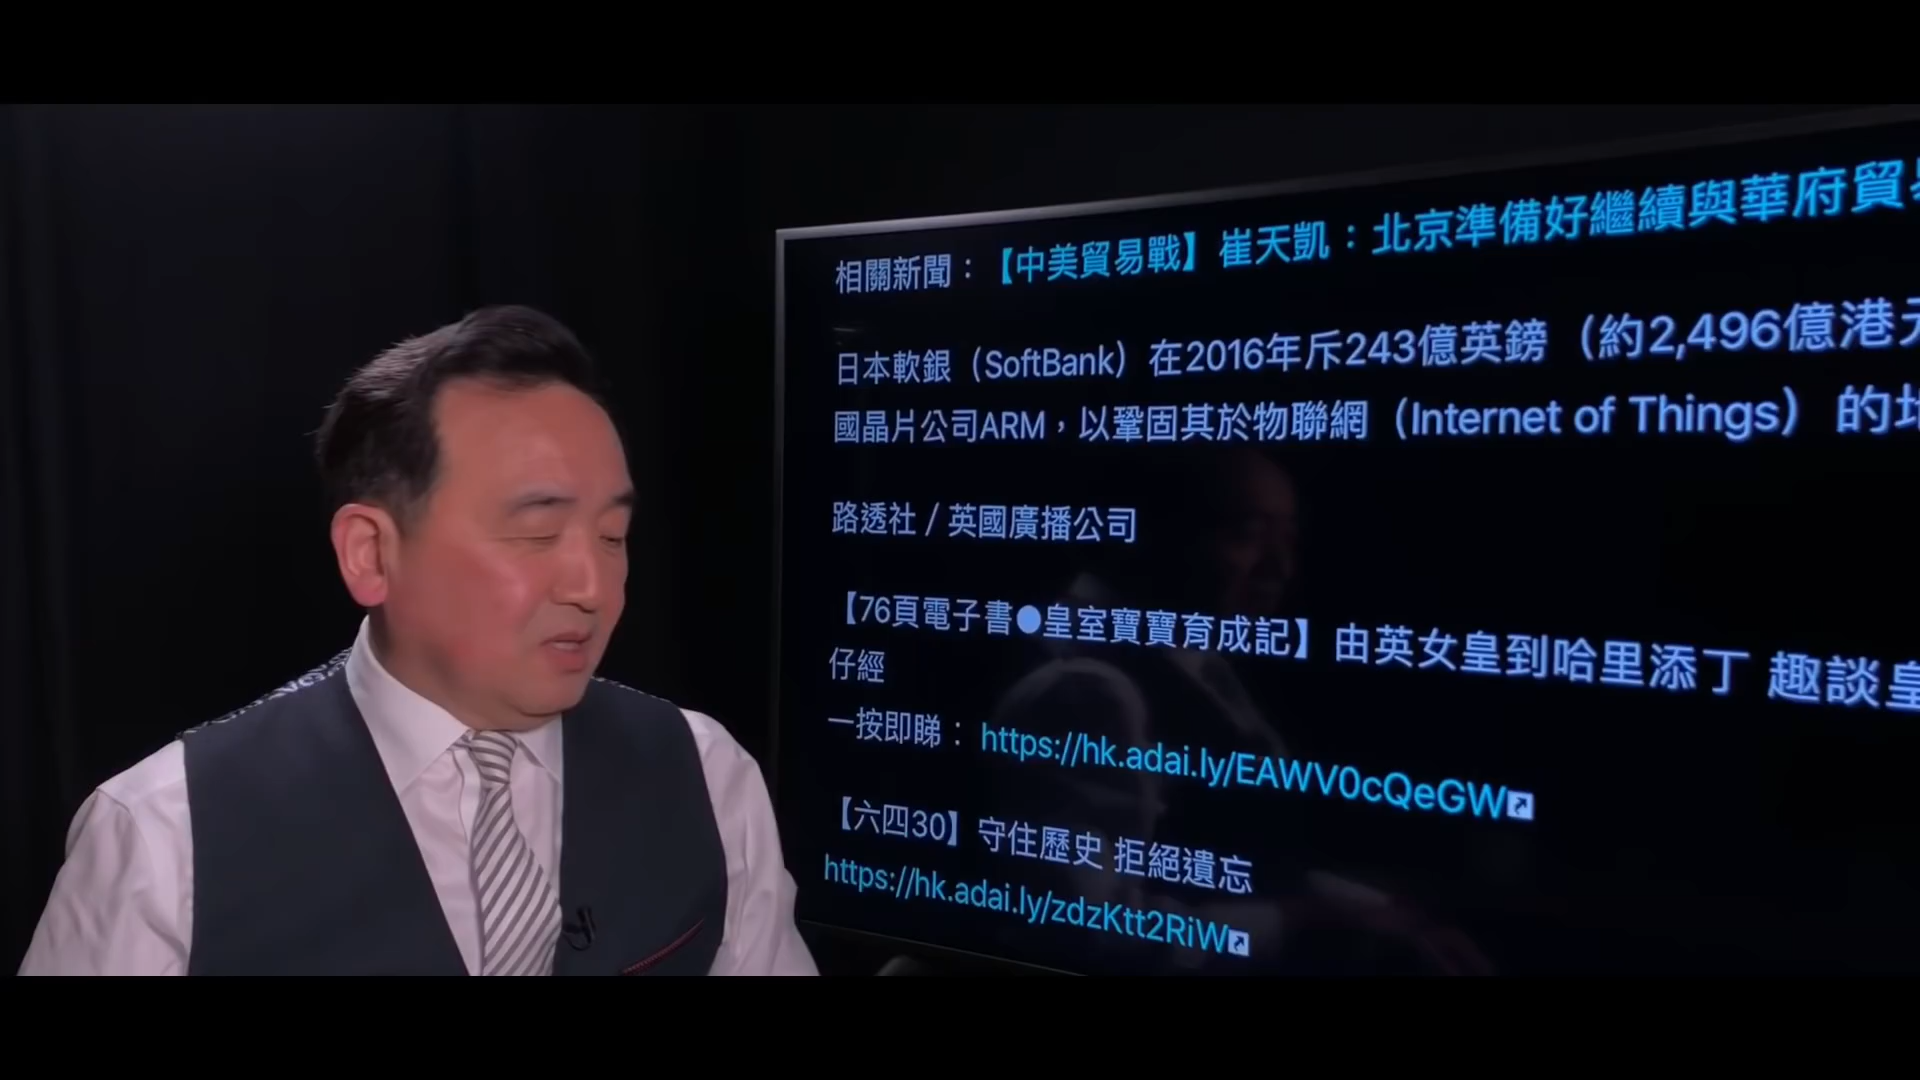 相關新聞：【中美貿易戰】崔天凱：北京準備好繼續與華府貿易
日本軟銀（SoftBank）在2016年斥243億英鎊（約2,496億港元
國晶片公司ARM，以鞏固其於物聯網（Internet of Things）的地
路透社 / 英國廣播公司
【76頁電子書●皇室寶寶育成記】由英女皇到哈里添丁 趣談皇
仔經
一按即睇： https://hk.adai.ly/EAWV0cQeGW
【六四30】守住歷史 拒絕遺忘
https://hk.adai.ly/zdzKtt2RiW